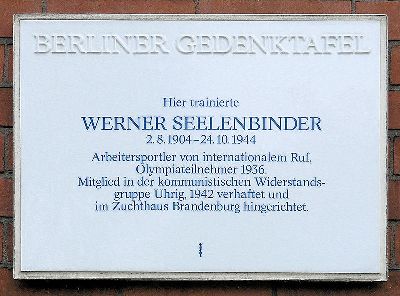 BERLINER GEDENKTAFEL
Hier trainierte
WERNER SEELENBINDER
2.8.1904–24.10.1944
Arbeitersportler von internationalem Ruf,
Olympiateilnehmer 1936.
Mitglied in der kommunistischen Widerstands-
gruppe Uhrig, 1942 verhaftet und
im Zuchthaus Brandenburg hingerichtet.